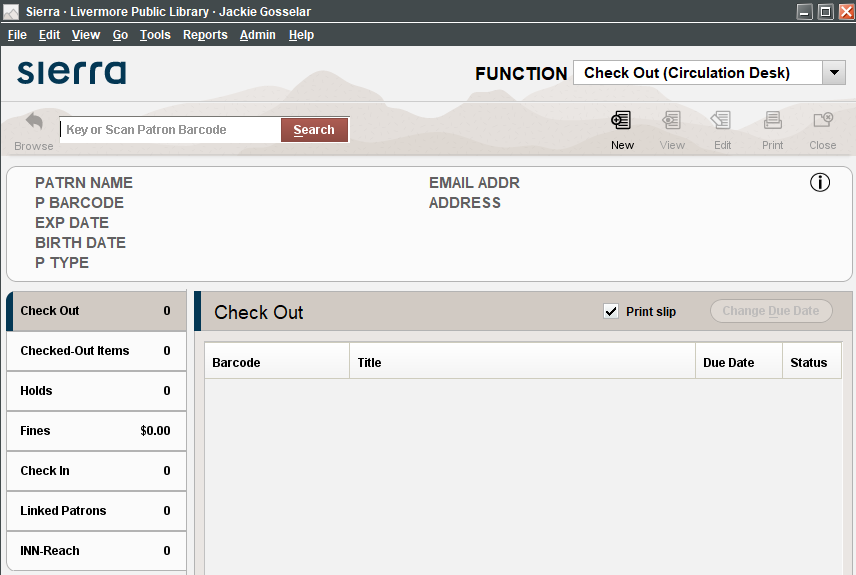 Sierra · Livermore Public Library · Jackie Gosselar
File Edit View Go Tools Reports Admin Help
sierra
FUNCTION Check Out (Circulation Desk)
Browse
Key or Scan Patron Barcode
Search
New View Edit Print Close
PATRN NAME
P BARCODE
EXP DATE
BIRTH DATE
P TYPE
EMAIL ADDR
ADDRESS
Check Out 0
Checked-Out Items 0
Holds 0
Fines $0.00
Check In 0
Linked Patrons 0
INN-Reach 0
Check Out
Print slip
Change Due Date
Barcode Title Due Date Status